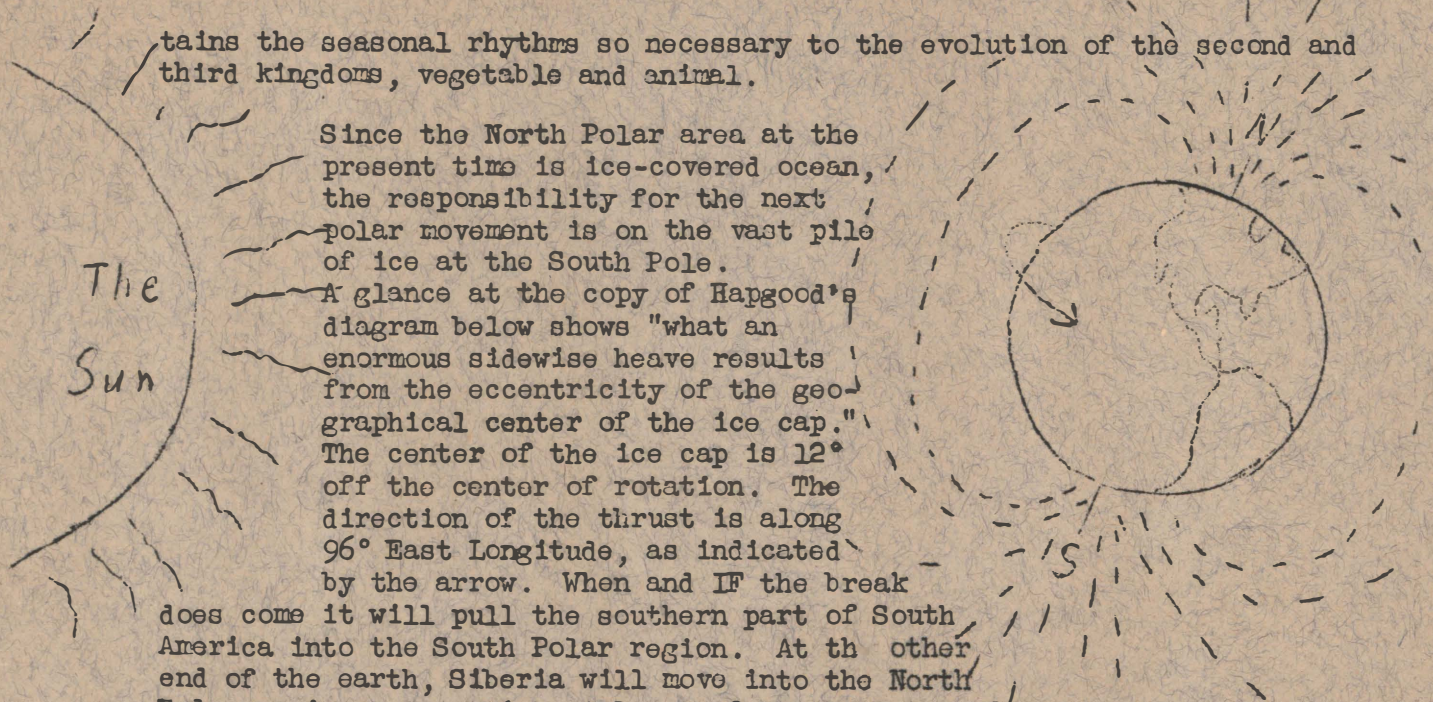 tains the seasonal rhythms so necessary to the evolution of the second and
third kingdoms, vegetable and animal.
Since the North Polar area at the
present time is ice-covered ocean,
the responsibility for the next
polar movement is on the vast pile
of ice at the South Pole.
A glance at the copy of Hapgood's
diagram below shows "what an
enormous sidewise heave results
from the eccentricity of the geo-
graphical center of the ice cap."
The center of the ice cap is 12°
off the center of rotation. The
direction of the thrust is along
96° East Longitude, as indicated
by the arrow. When and IF the break
does come it will pull the southern part of South
America into the South Polar region. At th other
end of the earth, Siberia will move into the North
The
Sun
N
S